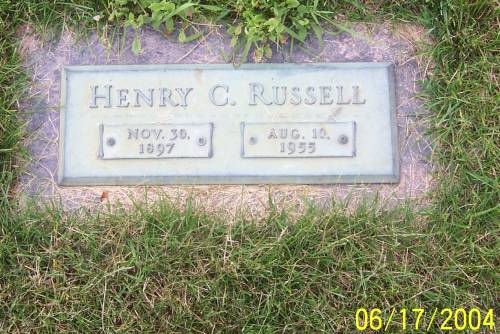 HENRY C. RUSSELL
NOV. 30, AUG. 10,
1897 1955
06/17/2004